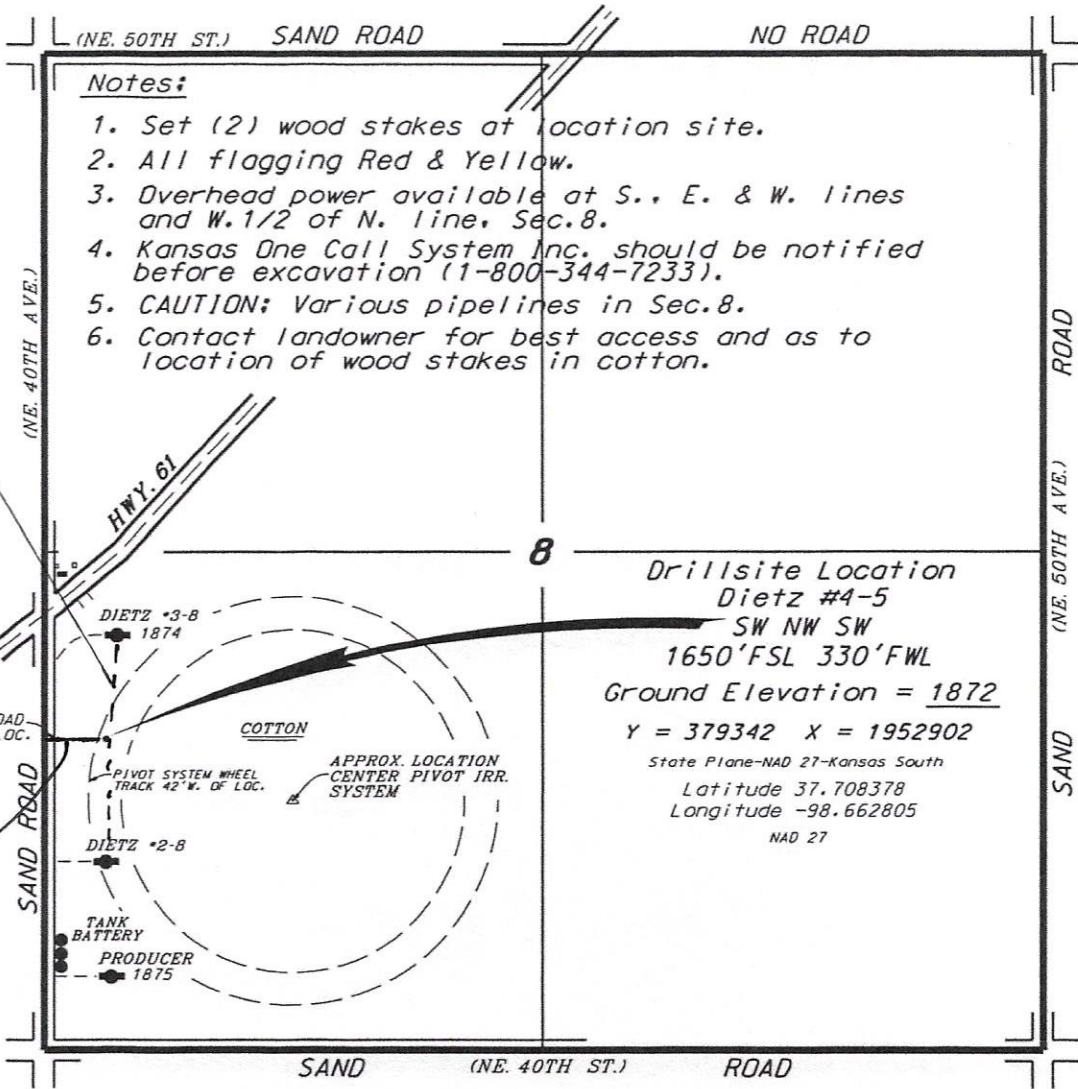 (NE. 50TH ST.) SAND ROAD
NO ROAD
Notes:
1. Set (2) wood stakes at location site.
2. All flagging Red & Yellow.
3. Overhead power available at S., E. & W. lines
and W.1/2 of N. line, Sec.8.
4. Kansas One Call System Inc. should be notified
before excavation (1-800-344-7233).
5. CAUTION: Various pipelines in Sec.8.
6. Contact landowner for best access and as to
location of wood stakes in cotton.
(NE. 40TH AVE.)
ROAD
HWY. 61
(NE. 50TH AVE.)
8
Drillsite Location
Dietz #4-5
SW NW SW
1650'FSL 330'FWL
Ground Elevation = 1872
Y = 379342 X = 1952902
State Plane-NAD 27-Kansas South
Latitude 37.708378
Longitude -98.662805
NAD 27
DIETZ #3-8
1874
COTTON
APPROX. LOCATION
CENTER PIVOT IRR.
SYSTEM
PIVOT SYSTEM WHEEL
TRACK 42'W. OF LOC.
SAND ROAD
SAND
DIETZ #2-8
TANK
BATTERY
PRODUCER
1875
SAND (NE. 40TH ST.) ROAD